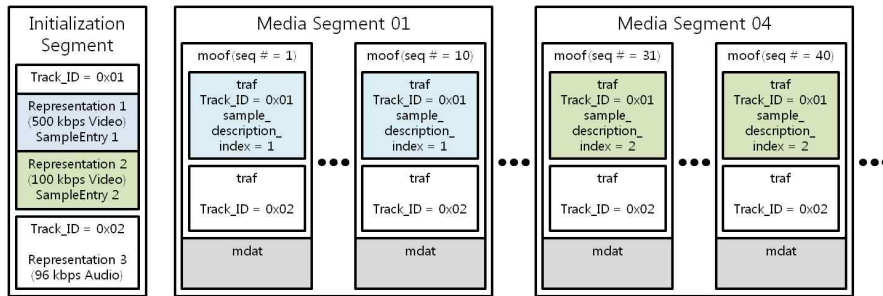 Initialization
Segment
Track_ID = 0x01
Representation 1
(500 kbps Video)
SampleEntry 1
Representation 2
(100 kbps Video)
SampleEntry 2
Track_ID = 0x02
Representation 3
(96 kbps Audio)
Media Segment 01
moof(seq # = 1)
traf
Track_ID = 0x01
sample_
description_
index = 1
traf
Track_ID = 0x02
mdat
moof(seq # = 10)
traf
Track_ID = 0x01
sample_
description_
index = 1
traf
Track_ID = 0x02
mdat
Media Segment 04
moof(seq # = 31)
traf
Track_ID = 0x01
sample_
description_
index = 2
traf
Track_ID = 0x02
mdat
moof(seq # = 40)
traf
Track_ID = 0x01
sample_
description_
index = 2
traf
Track_ID = 0x02
mdat